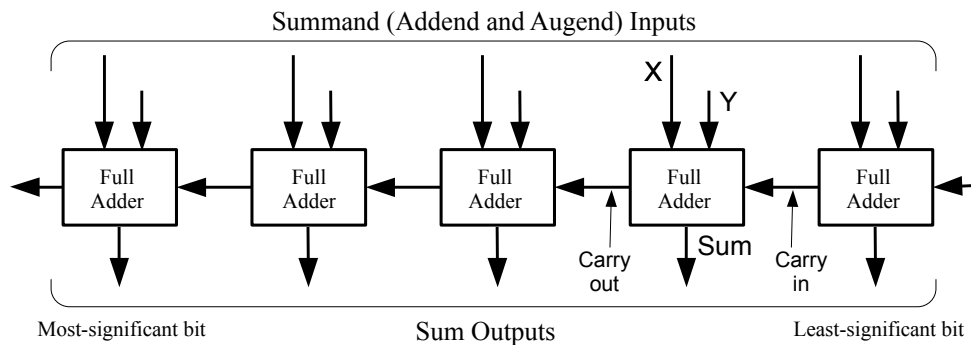 Summand (Addend and Augend) Inputs
X
Y
Full
Adder
Full
Adder
Full
Adder
Full
Adder
Full
Adder
Sum
Carry
out
Carry
in
Most-significant bit
Sum Outputs
Least-significant bit